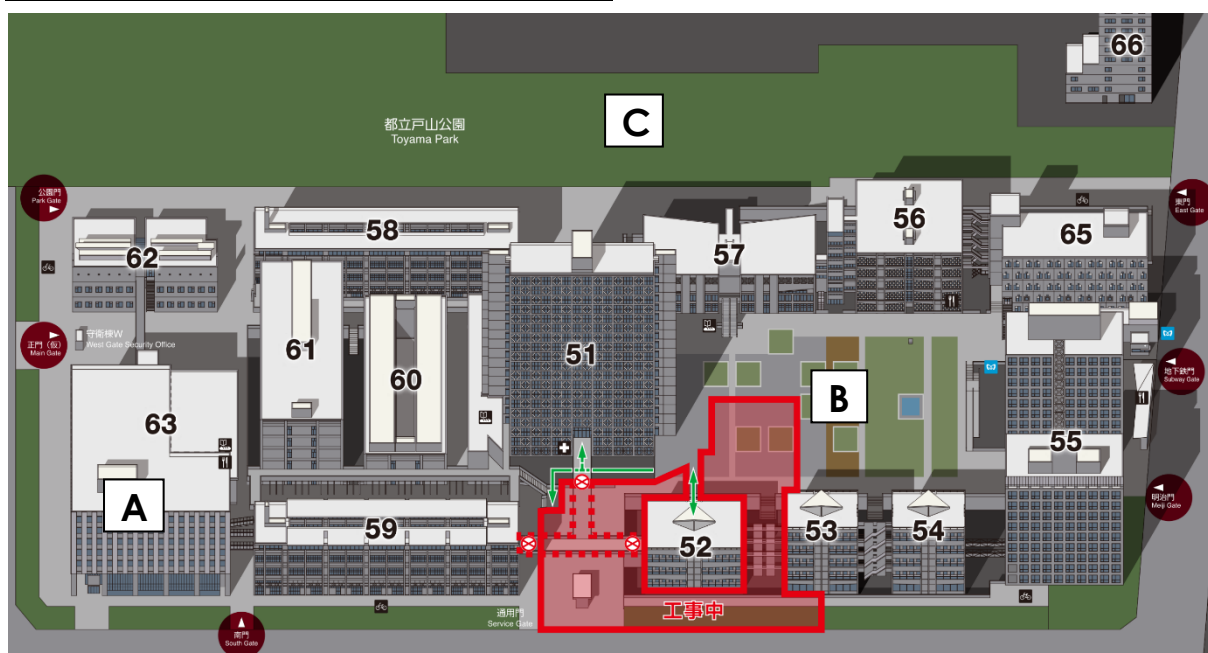 66
C
都立戸山公園
Toyama Park
公園門
Park Gate
東門
East Gate
58
56
65
62
57
正門（仮）
Main Gate
守衛棟W
West Gate Security Office
61
60
51
地下鉄門
Subway Gate
B
63
55
A
明治門
Meiji Gate
59
52
53
54
工事中
通用門
Service Gate
南門
South Gate